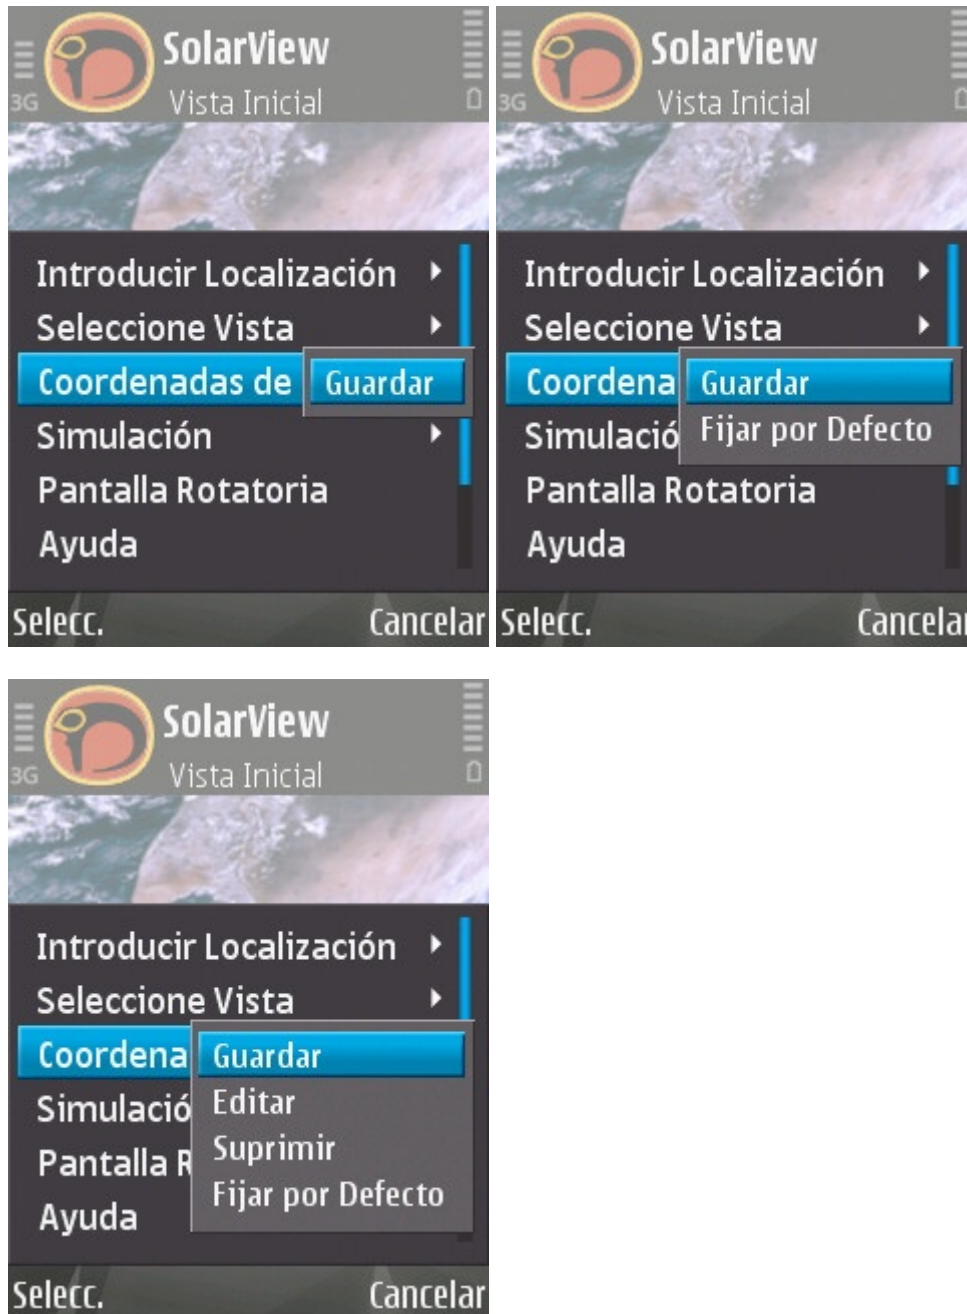 SolarView
3G
Vista Inicial
Introducir Localización
Seleccione Vista
Coordenadas de
Guardar
Simulación
Pantalla Rotatoria
Ayuda
Selecc. Cancelar
SolarView
3G
Vista Inicial
Introducir Localización
Seleccione Vista
Coordena
Guardar
Simulació
Fijar por Defecto
Pantalla Rotatoria
Ayuda
Selecc. Cancelar
SolarView
3G
Vista Inicial
Introducir Localización
Seleccione Vista
Coordena
Guardar
Simulació
Editar
Pantalla R
Suprimir
Fijar por Defecto
Ayuda
Selecc. Cancelar